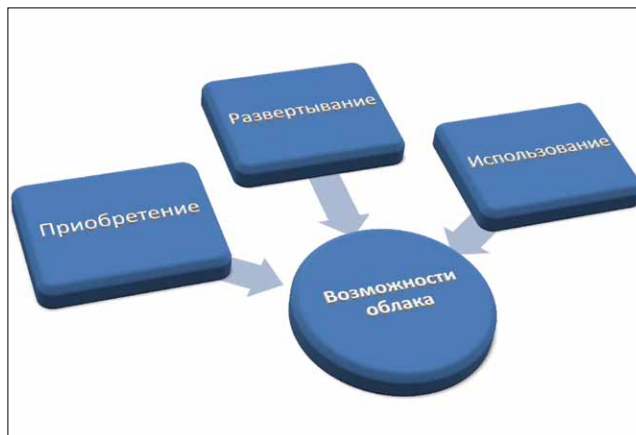 Приобретение
Развертывание
Использование
Возможности
облака